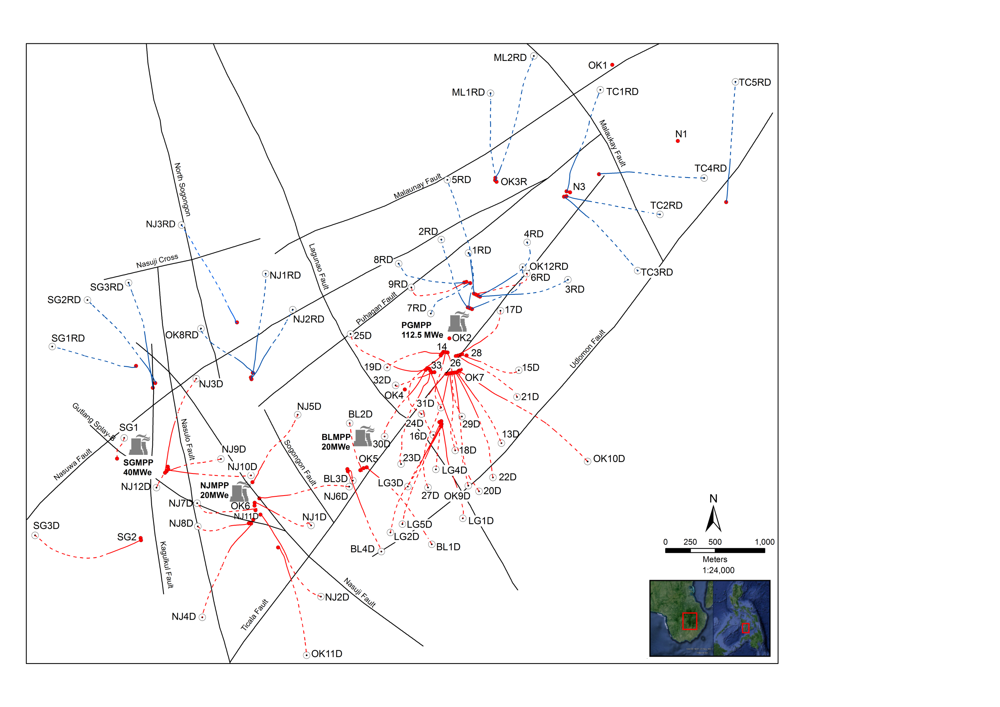 ML2RD
OK1
TC5RD
ML1RD
TC1RD
Malaukay Fault
N1
North Sogongon
TC4RD
Malaunay Fault
5RD
OK3R
N3
TC2RD
NJ3RD
2RD
4RD
Lagunao Fault
1RD
Nasuji Cross
8RD
OK12RD
TC3RD
NJ1RD
6RD
SG3RD
9RD
3RD
SG2RD
Puhagan Fault
7RD
17D
NJ2RD
PGMPP
112.5 MWe
OK8RD
25D
OK2
SG1RD
14
28
Udlomon Fault
19D
33
26
15D
32D
OK7
NJ3D
OK4
21D
31D
Gutlang Splay-B
NJ5D
BL2D
SG1
Nasulo Fault
24D
29D
BLMPP
20MWe
30D
16D
13D
Sogongon Fault
NJ9D
18D
Nasuwa Fault
SGMPP
40MWe
OK5
23D
OK10D
NJ10D
LG4D
BL3D
22D
NJ12D
NJMPP
20MWe
LG3D
NJ6D
27D
OK9D
20D
NJ7D
OK6
NJ11D
NJ1D
LG1D
NJ8D
LG5D
SG3D
SG2
LG2D
BL4D
BL1D
Kagulkul Fault
NJ2D
Nasuji Fault
NJ4D
Ticala Fault
OK11D
N
0 250 500 1,000
Meters
1:24,000